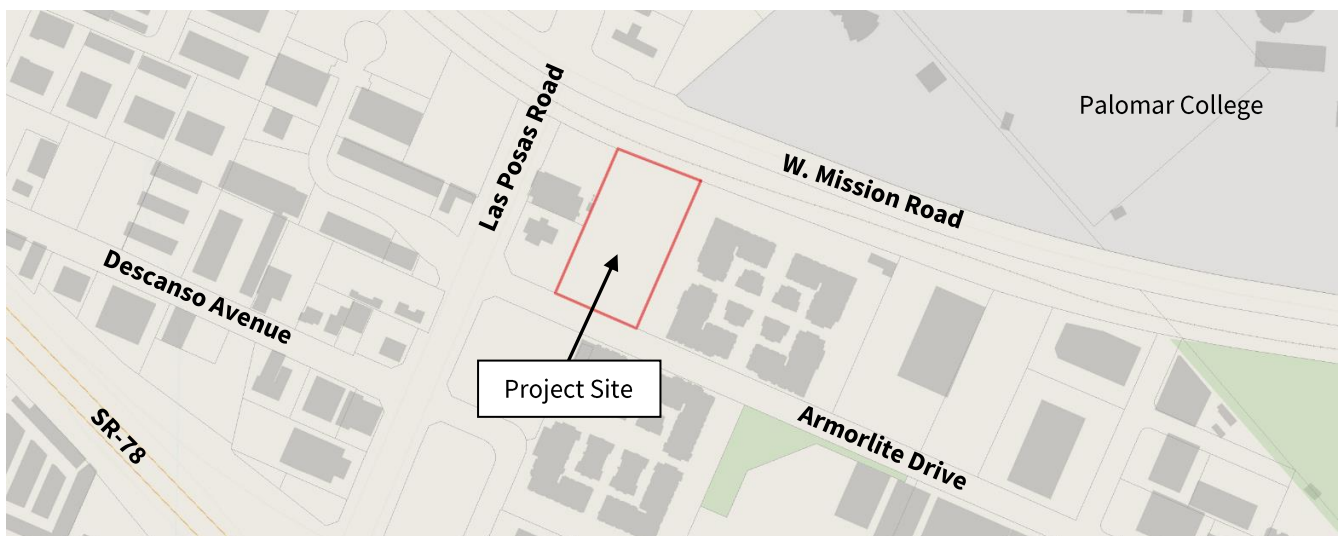 Palomar College
Las Posas Road
W. Mission Road
Descanso Avenue
Project Site
SR-78
Armorlite Drive